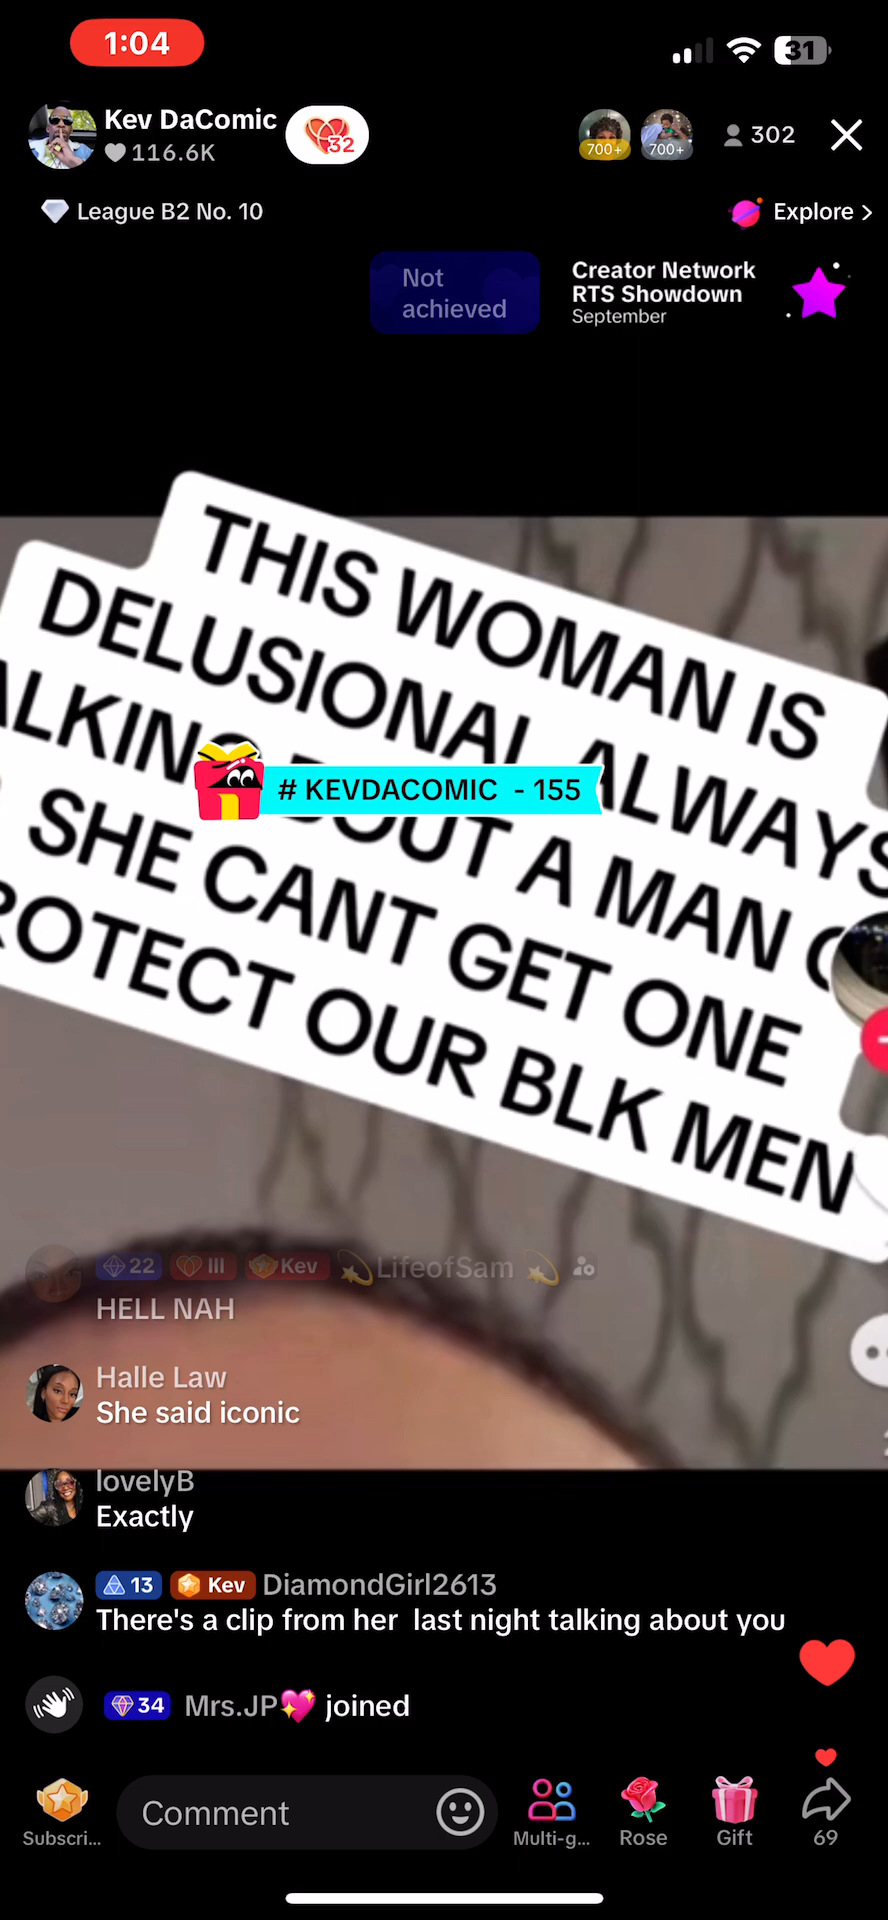 1:04
31
Kev DaComic
116.6K
32
700+
700+
302
League B2 No. 10
Explore >
Not
achieved
Creator Network
RTS Showdown
September
THIS WOMAN IS
DELUSIONAL ALWAYS
ABOUT A MAN
# KEVDACOMIC - 155
SHE CANT GET ONE
OUR BLK MEN
22 III Kev LifeofSam
HELL NAH
Halle Law
She said iconic
lovelyB
Exactly
13 Kev DiamondGirl2613
There's a clip from her last night talking about you
34 Mrs.JP💖 joined
Subscri...
Comment
Multi-g...
Rose
Gift
69